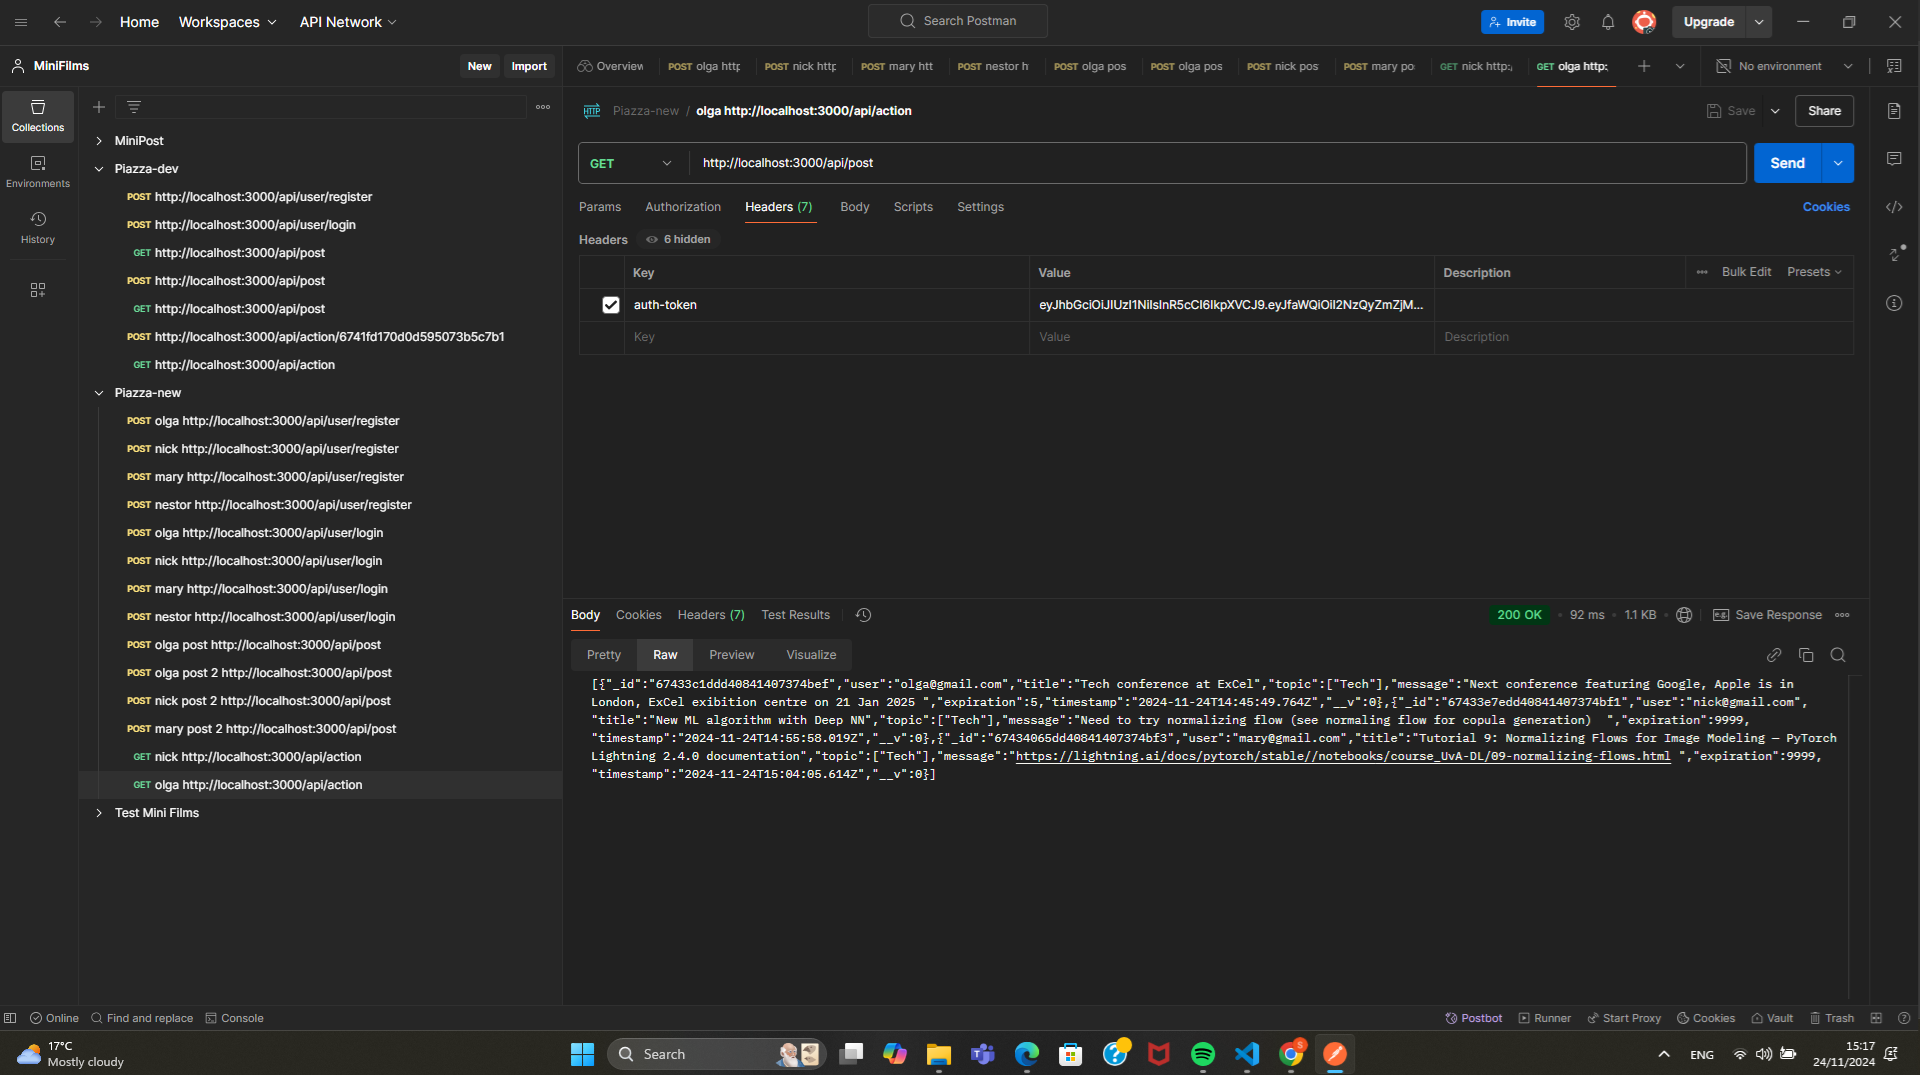 Home Workspaces API Network Search Postman Invite Upgrade
MiniFilms New Import Overview POST olga http POST nick http POST mary htt POST nestor h POST olga pos POST olga pos POST nick pos POST mary po GET nick http: GET olga http: No environment
Collections
Environments
History
MiniPost
Piazza-dev
POST http://localhost:3000/api/user/register
POST http://localhost:3000/api/user/login
GET http://localhost:3000/api/post
POST http://localhost:3000/api/post
GET http://localhost:3000/api/post
POST http://localhost:3000/api/action/6741fd170d0d595073b5c7b1
GET http://localhost:3000/api/action
Piazza-new
POST olga http://localhost:3000/api/user/register
POST nick http://localhost:3000/api/user/register
POST mary http://localhost:3000/api/user/register
POST nestor http://localhost:3000/api/user/register
POST olga http://localhost:3000/api/user/login
POST nick http://localhost:3000/api/user/login
POST mary http://localhost:3000/api/user/login
POST nestor http://localhost:3000/api/user/login
POST olga post http://localhost:3000/api/post
POST olga post 2 http://localhost:3000/api/post
POST nick post 2 http://localhost:3000/api/post
POST mary post 2 http://localhost:3000/api/post
GET nick http://localhost:3000/api/action
GET olga http://localhost:3000/api/action
Test Mini Films
HTTP Piazza-new / olga http://localhost:3000/api/action Save Share
GET http://localhost:3000/api/post Send
Params Authorization Headers (7) Body Scripts Settings Cookies
Headers 6 hidden
Key Value Description Bulk Edit Presets
auth-token eyJhbGciOiJIUzI1NiIsInR5cCI6IkpXVCJ9.eyJfaWQiOiI2NzQyZmZjM...
Key Value Description
Body Cookies Headers (7) Test Results 200 OK 92 ms 1.1 KB e.g. Save Response
Pretty Raw Preview Visualize
[{"_id":"67433c1ddd40841407374bef","user":"olga@gmail.com","title":"Tech conference at ExCel","topic":["Tech"],"message":"Next conference featuring Google, Apple is in
London, ExCel exibition centre on 21 Jan 2025 ","expiration":5,"timestamp":"2024-11-24T14:45:49.764Z","__v":0},{"_id":"67433e7edd40841407374bf1","user":"nick@gmail.com",
"title":"New ML algorithm with Deep NN","topic":["Tech"],"message":"Need to try normalizing flow (see normaling flow for copula generation)  ","expiration":9999,
"timestamp":"2024-11-24T14:55:58.019Z","__v":0},{"_id":"67434065dd40841407374bf3","user":"mary@gmail.com","title":"Tutorial 9: Normalizing Flows for Image Modeling — PyTorch
Lightning 2.4.0 documentation","topic":["Tech"],"message":"https://lightning.ai/docs/pytorch/stable//notebooks/course_UvA-DL/09-normalizing-flows.html ","expiration":9999,
"timestamp":"2024-11-24T15:04:05.614Z","__v":0}]
Online Find and replace Console Postbot Runner Start Proxy Cookies Vault Trash
17°C
Mostly cloudy
Search
ENG
15:17
24/11/2024